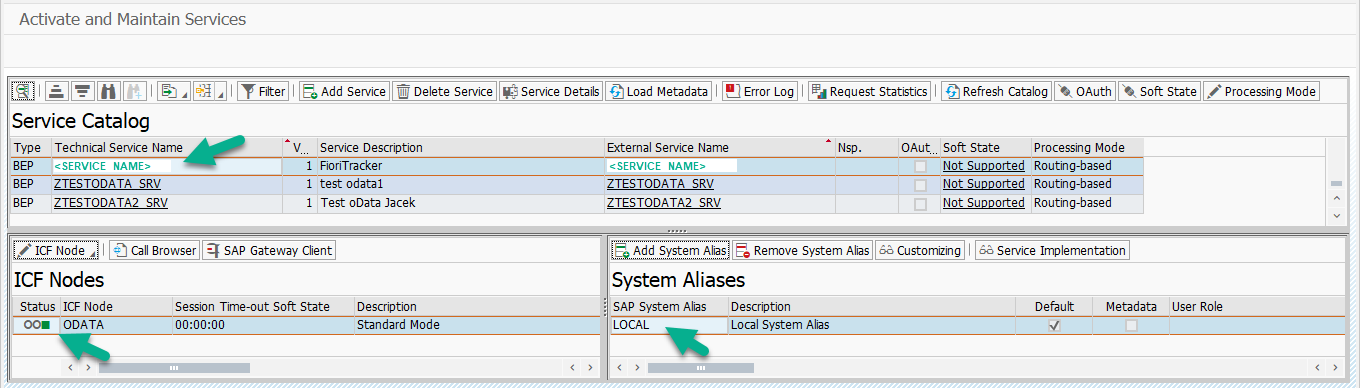 Activate and Maintain Services
Filter Add Service Delete Service Service Details Load Metadata Error Log Request Statistics Refresh Catalog OAuth Soft State Processing Mode
Service Catalog
Type Technical Service Name V... Service Description External Service Name Nsp. OAut... Soft State Processing Mode
BEP <SERVICE NAME> 1 FioriTracker <SERVICE NAME> Not Supported Routing-based
BEP ZTESTODATA_SRV 1 test odata1 ZTESTODATA_SRV Not Supported Routing-based
BEP ZTESTODATA2_SRV 1 Test oData Jacek ZTESTODATA2_SRV Not Supported Routing-based
ICF Node Call Browser SAP Gateway Client
ICF Nodes
Status ICF Node Session Time-out Soft State Description
ODATA 00:00:00 Standard Mode
Add System Alias Remove System Alias Customizing Service Implementation
System Aliases
SAP System Alias Description Default Metadata User Role
LOCAL Local System Alias